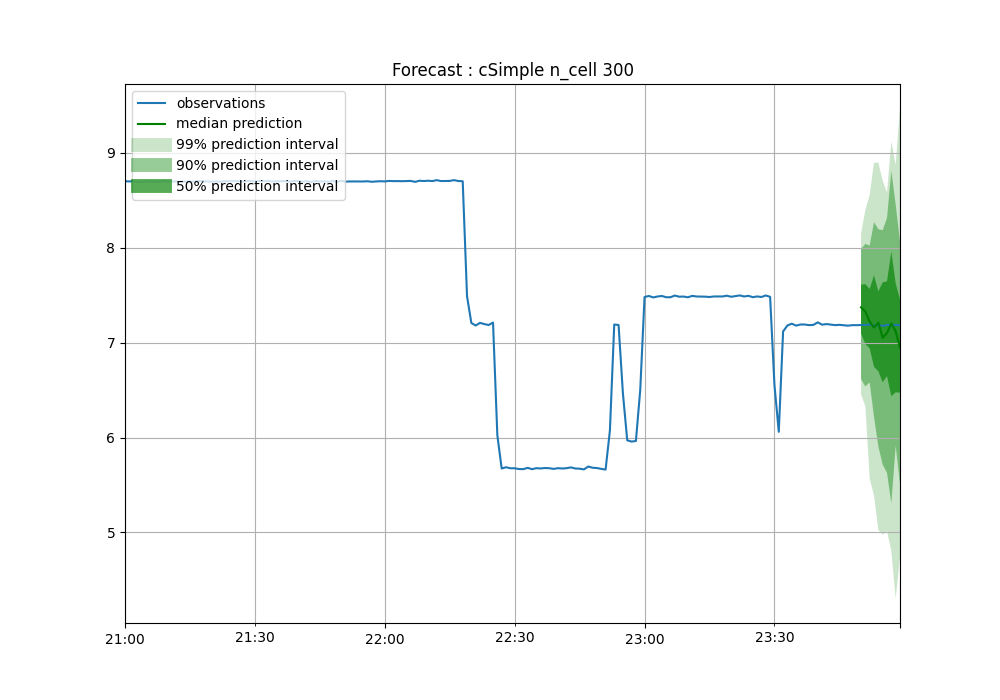 Forecast : cSimple n_cell 300
observations
median prediction
99% prediction interval
90% prediction interval
50% prediction interval
9
8
7
6
5
21:00
21:30
22:00
22:30
23:00
23:30